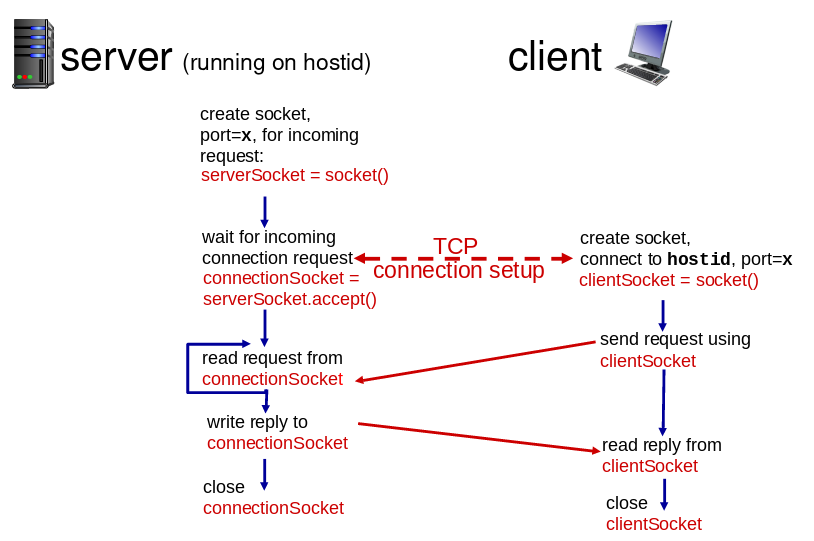 server (running on hostid)
client
create socket,
port=x, for incoming
request:
serverSocket = socket()
wait for incoming
connection request
connectionSocket =
serverSocket.accept()
TCP
connection setup
create socket,
connect to hostid, port=x
clientSocket = socket()
read request from
connectionSocket
send request using
clientSocket
write reply to
connectionSocket
read reply from
clientSocket
close
connectionSocket
close
clientSocket